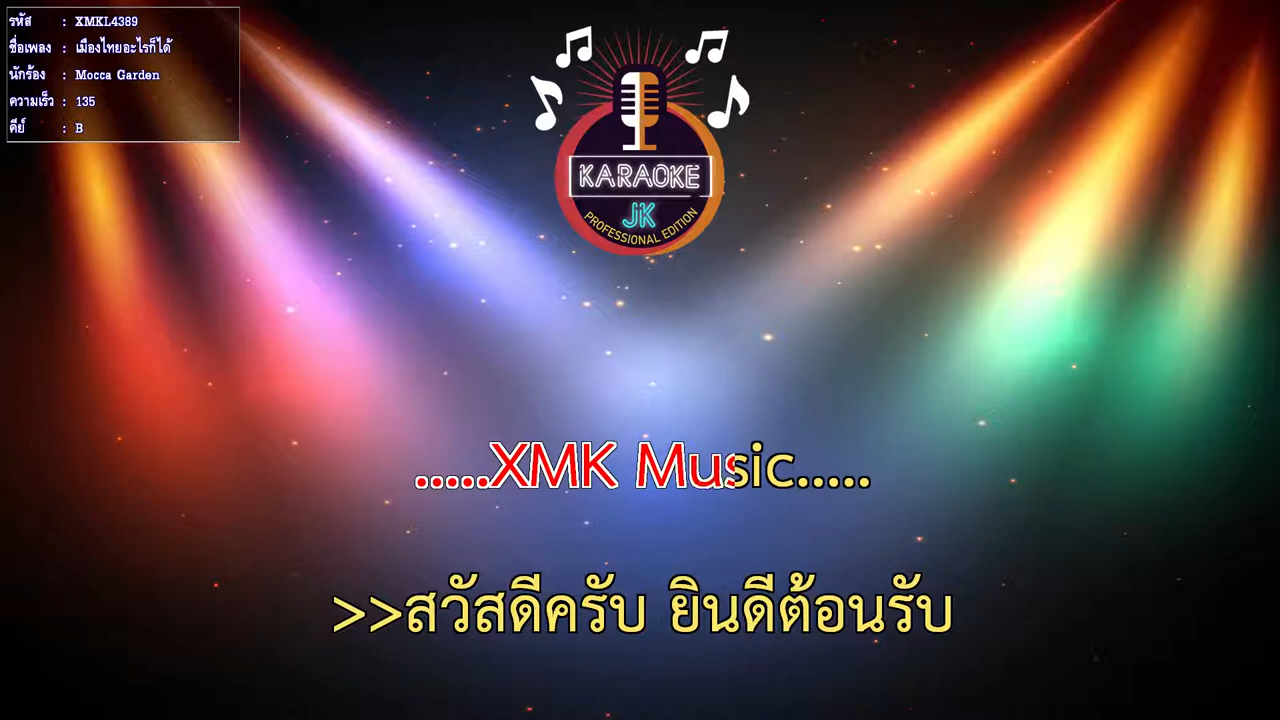 รหัส : XMKL4389
ชื่อเพลง : เมืองไทยอะไรก็ได้
นักร้อง : Mocca Garden
ความเร็ว : 135
คีย์ : B
KARAOKE
JK
PROFESSIONAL EDITION
.....XMK Music.....
>>สวัสดีครับ ยินดีต้อนรับ